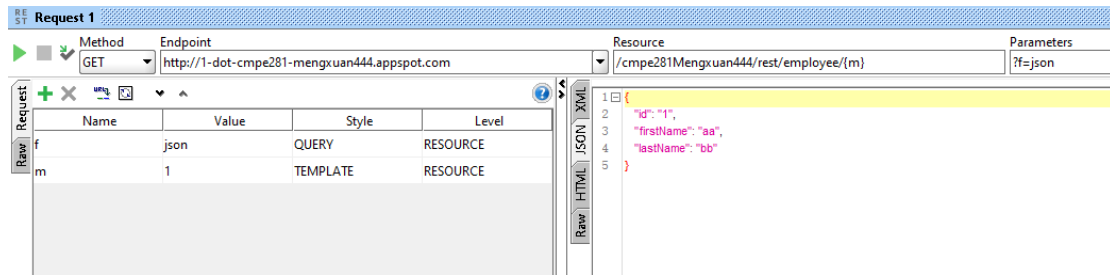 REST Request 1
Method Endpoint Resource Parameters
GET http://1-dot-cmpe281-mengxuan444.appspot.com /cmpe281Mengxuan444/rest/employee/{m} ?f=json
Request
Raw
Name Value Style Level
f json QUERY RESOURCE
m 1 TEMPLATE RESOURCE
XML
JSON
HTML
Raw
1 {
2 "id": "1",
3 "firstName": "aa",
4 "lastName": "bb"
5 }